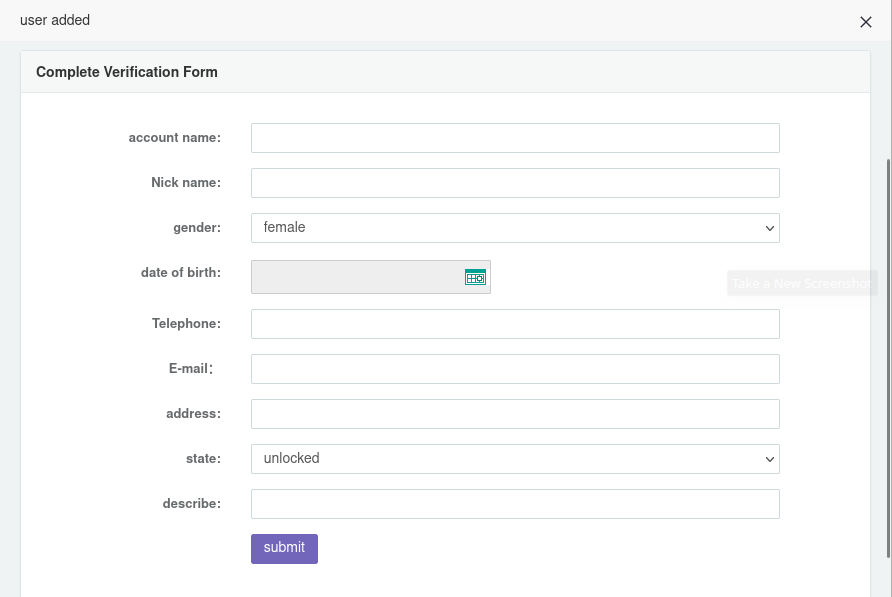 user added
Complete Verification Form
account name:
Nick name:
gender: female
date of birth:
Take a New Screenshot
Telephone:
E-mail：
address:
state: unlocked
describe:
submit